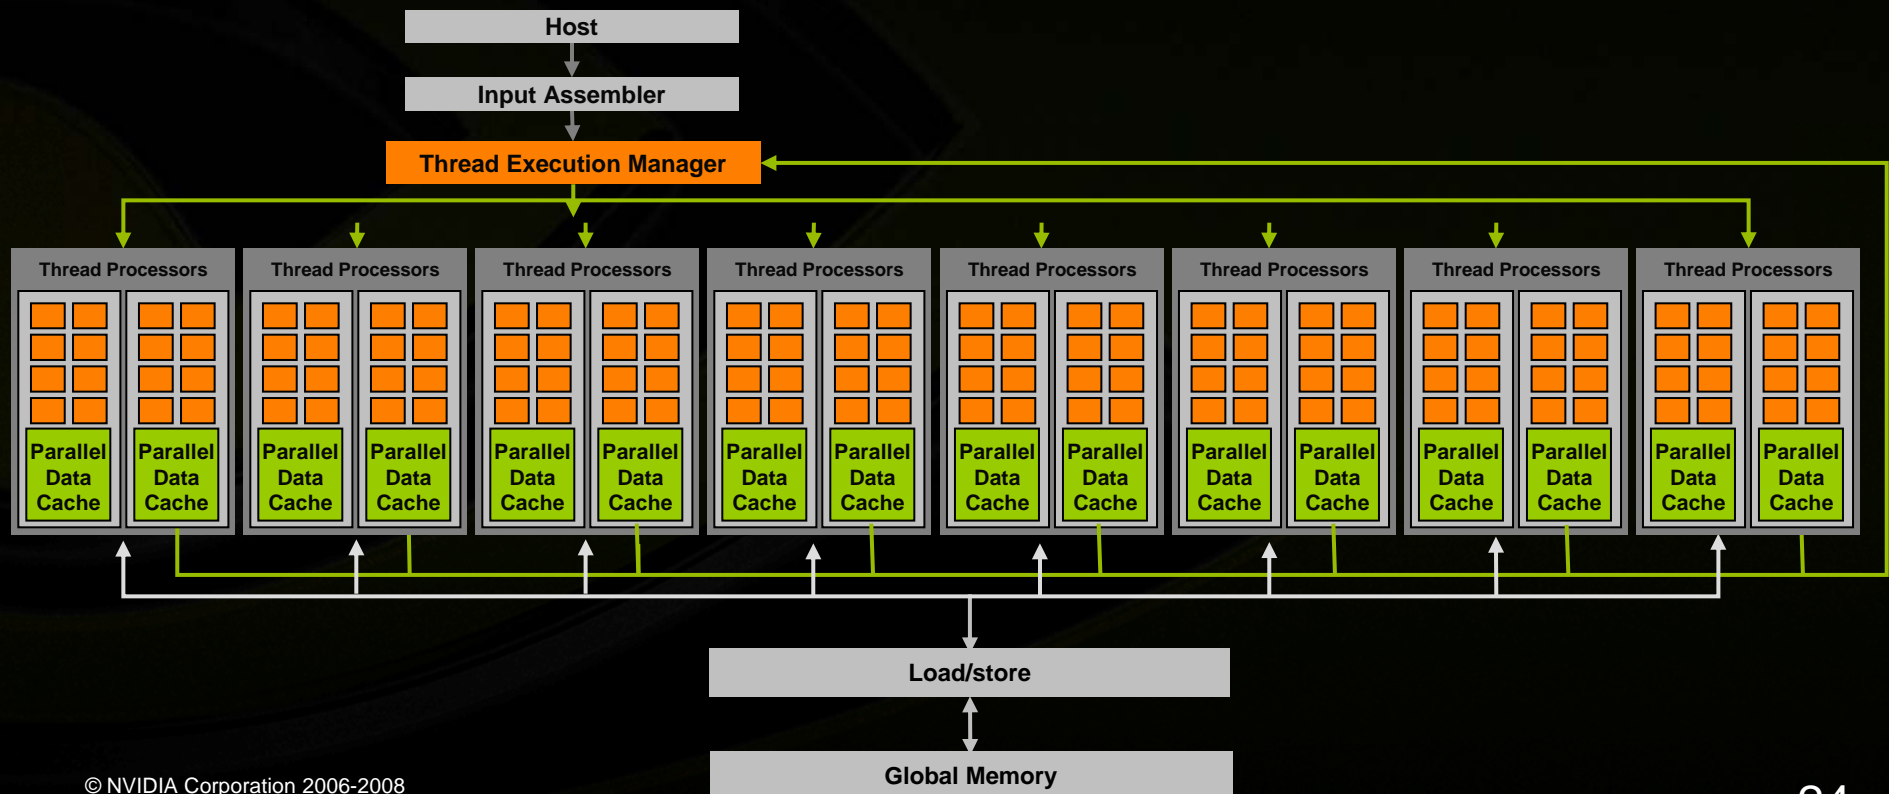 Host
Input Assembler
Thread Execution Manager
Thread Processors
Thread Processors
Thread Processors
Thread Processors
Thread Processors
Thread Processors
Thread Processors
Thread Processors
Parallel
Data
Cache
Parallel
Data
Cache
Parallel
Data
Cache
Parallel
Data
Cache
Parallel
Data
Cache
Parallel
Data
Cache
Parallel
Data
Cache
Parallel
Data
Cache
Parallel
Data
Cache
Parallel
Data
Cache
Parallel
Data
Cache
Parallel
Data
Cache
Parallel
Data
Cache
Parallel
Data
Cache
Parallel
Data
Cache
Parallel
Data
Cache
Load/store
Global Memory
© NVIDIA Corporation 2006-2008